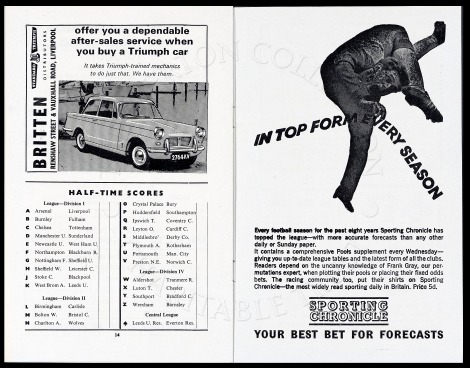 BRITTEN
STANDARD TRIUMPH
DISTRIBUTORS
RENSHAW STREET & VAUXHALL ROAD, LIVERPOOL
offer you a dependable
after-sales service when
you buy a Triumph car
It takes Triumph-trained mechanics
to do just that. We have them.
HALF-TIME SCORES
League—Division I
A Arsenal Liverpool
B Burnley Fulham
C Chelsea Tottenham
D Manchester U. Sunderland
E Newcastle U. West Ham U.
F Northampton Blackburn R.
G Nottingham F. Sheffield U.
H Sheffield W. Leicester C.
J Stoke C. Blackpool
K West Brom A. Leeds U.
League—Division II
L Birmingham Carlisle
M Bolton W. Bristol C.
N Charlton A. Wolves
O Crystal Palace Bury
P Huddersfield Southampton
Q Ipswich T. Coventry C.
R Leyton O. Cardiff C.
S Middlesbro' Derby Co.
T Plymouth A. Rotherham
U Portsmouth Man. City
V Preston N.E. Norwich C.
League—Division IV
W Aldershot Tranmere R.
X Luton T. Chester
Y Southport Bradford C.
Z Wrexham Barnsley
Central League
Leeds U. Res. Everton Res.
14
IN TOP FORM EVERY SEASON
Every football season for the past eight years Sporting Chronicle has
topped the league—with more accurate forecasts than any other
daily or Sunday paper.
It contains a comprehensive Pools supplement every Wednesday—
giving you up-to-date league tables and the latest form of all the clubs.
Readers depend on the uncanny knowledge of Frank Gray, our per-
mutations expert, when plotting their pools or placing their fixed odds
bets. The racing community too, put their shirts on Sporting
Chronicle—the most widely read sporting daily in Britain. Price 5d.
SPORTING
CHRONICLE
YOUR BEST BET FOR FORECASTS